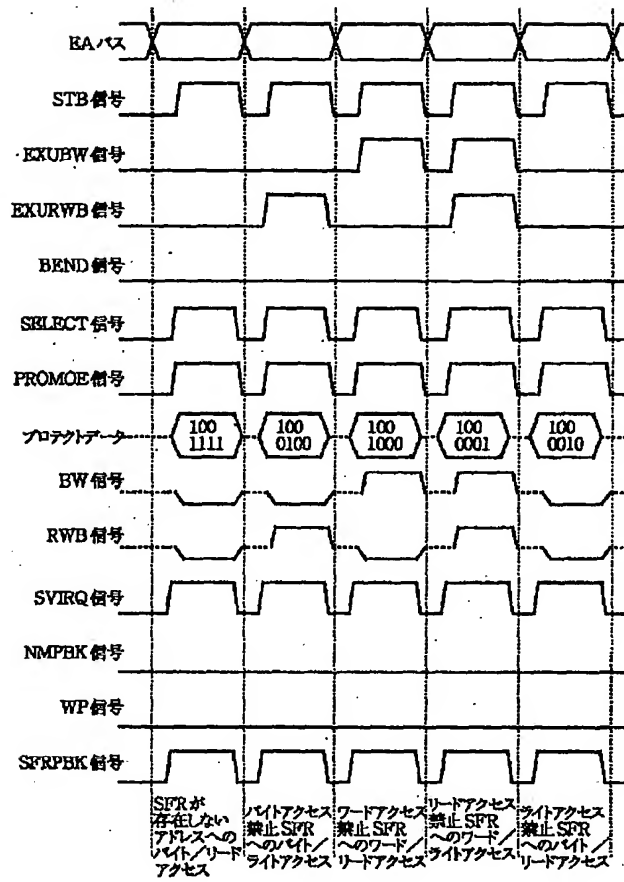 EAバス
STB信号
EXUBW信号
EXURWB信号
BEND信号
SELECT信号
PROMOE信号
プロテクトデータ
100
1111
100
0100
100
1000
100
0001
100
0010
BW信号
RWB信号
SVIRQ信号
NMPBK信号
WP信号
SFRPBK信号
SFRが
存在しない
アドレスへの
バイト/リード
アクセス
バイトアクセス
禁止SFR
へのバイト/
ライトアクセス
ワードアクセス
禁止SFR
へのワード/
リードアクセス
リードアクセス
禁止SFR
へのワード/
ライトアクセス
ライトアクセス
禁止SFR
へのバイト/
リードアクセス